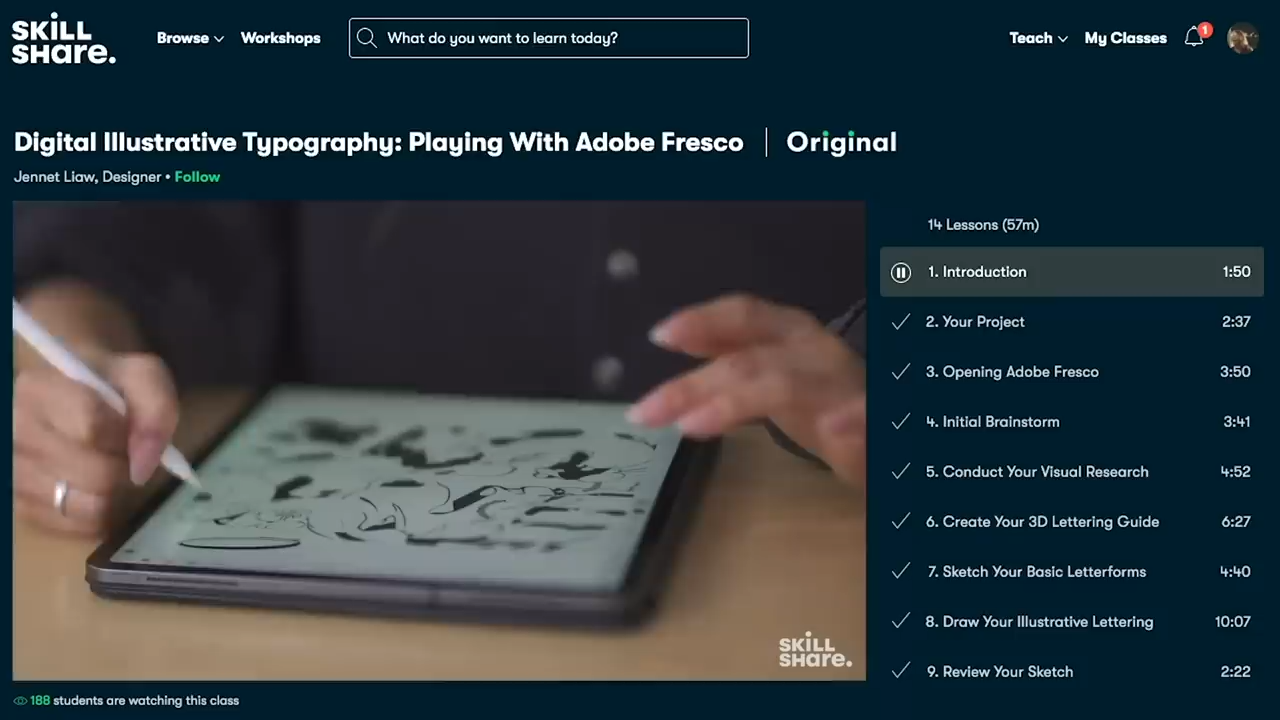 SKILL
SHare.
Browse
Workshops
What do you want to learn today?
Teach
My Classes
1
Digital Illustrative Typography: Playing With Adobe Fresco | Original
Jennet Liaw, Designer • Follow
14 Lessons (57m)
1. Introduction 1:50
2. Your Project 2:37
3. Opening Adobe Fresco 3:50
4. Initial Brainstorm 3:41
5. Conduct Your Visual Research 4:52
6. Create Your 3D Lettering Guide 6:27
7. Sketch Your Basic Letterforms 4:40
8. Draw Your Illustrative Lettering 10:07
9. Review Your Sketch 2:22
SKILL
SHare.
188 students are watching this class